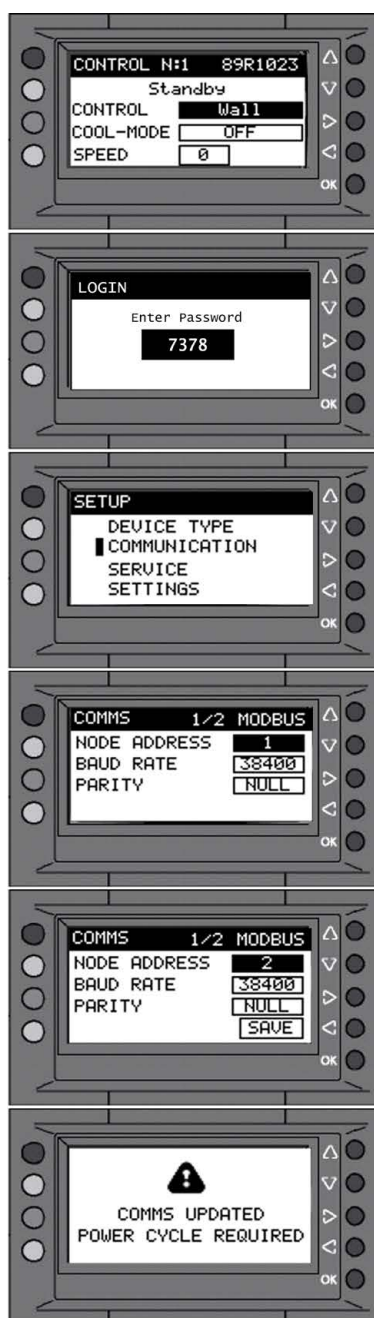 CONTROL N:1 89R1023
Standby
CONTROL Wall
COOL-MODE OFF
SPEED 0
OK
LOGIN
Enter Password
7378
OK
SETUP
DEVICE TYPE
COMMUNICATION
SERVICE
SETTINGS
OK
COMMS 1/2 MODBUS
NODE ADDRESS 1
BAUD RATE 38400
PARITY NULL
OK
COMMS 1/2 MODBUS
NODE ADDRESS 2
BAUD RATE 38400
PARITY NULL
SAVE
OK
COMMS UPDATED
POWER CYCLE REQUIRED
OK